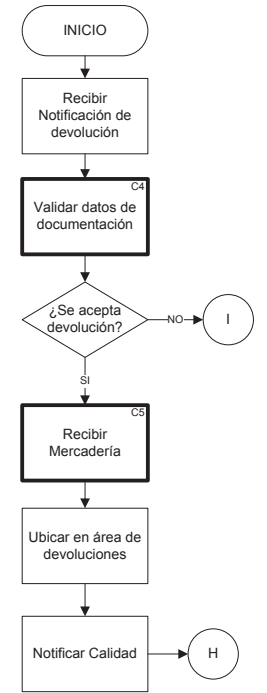 INICIO
Recibir
Notificación de
devolución
C4
Validar datos de
documentación
¿Se acepta
devolución?
NO
I
SI
C5
Recibir
Mercadería
Ubicar en área de
devoluciones
Notificar Calidad
H